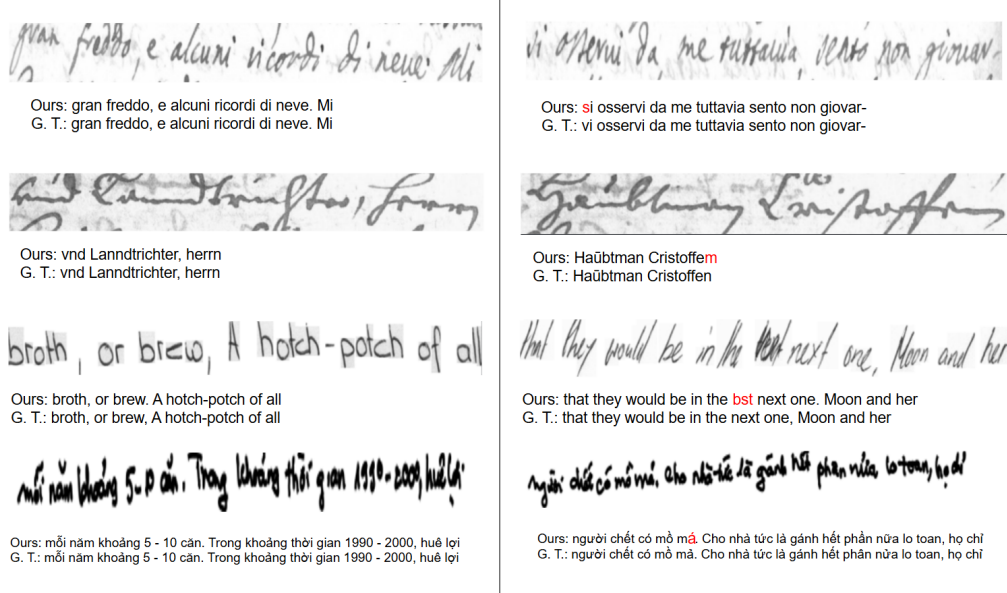 gran freddo, e alcuni ricordi di neve. Mi
Ours: gran freddo, e alcuni ricordi di neve. Mi
G. T.: gran freddo, e alcuni ricordi di neve. Mi
vnd Lanndtrichter, herrn
Ours: vnd Lanndtrichter, herrn
G. T.: vnd Lanndtrichter, herrn
broth, or brew, A hotch-potch of all
Ours: broth, or brew. A hotch-potch of all
G. T.: broth, or brew, A hotch-potch of all
mỗi năm khoảng 5-10 căn. Trong khoảng thời gian 1990-2000, huê lợi
Ours: mỗi năm khoảng 5 - 10 căn. Trong khoảng thời gian 1990 - 2000, huê lợi
G. T.: mỗi năm khoảng 5 - 10 căn. Trong khoảng thời gian 1990 - 2000, huê lợi
vi osservi da me tuttavia sento non giovar-
Ours: si osservi da me tuttavia sento non giovar-
G. T.: vi osservi da me tuttavia sento non giovar-
Haūbtman Cristoffen
Ours: Haūbtman Cristoffem
G. T.: Haūbtman Cristoffen
that they would be in the next one, Moon and her
Ours: that they would be in the bst next one. Moon and her
G. T.: that they would be in the next one, Moon and her
người chết có mồ mả. Cho nhà tức là gánh hết phần nửa lo toan, họ chỉ
Ours: người chết có mồ mả. Cho nhà tức là gánh hết phần nữa lo toan, họ chỉ
G. T.: người chết có mồ mả. Cho nhà tức là gánh hết phân nửa lo toan, họ chỉ